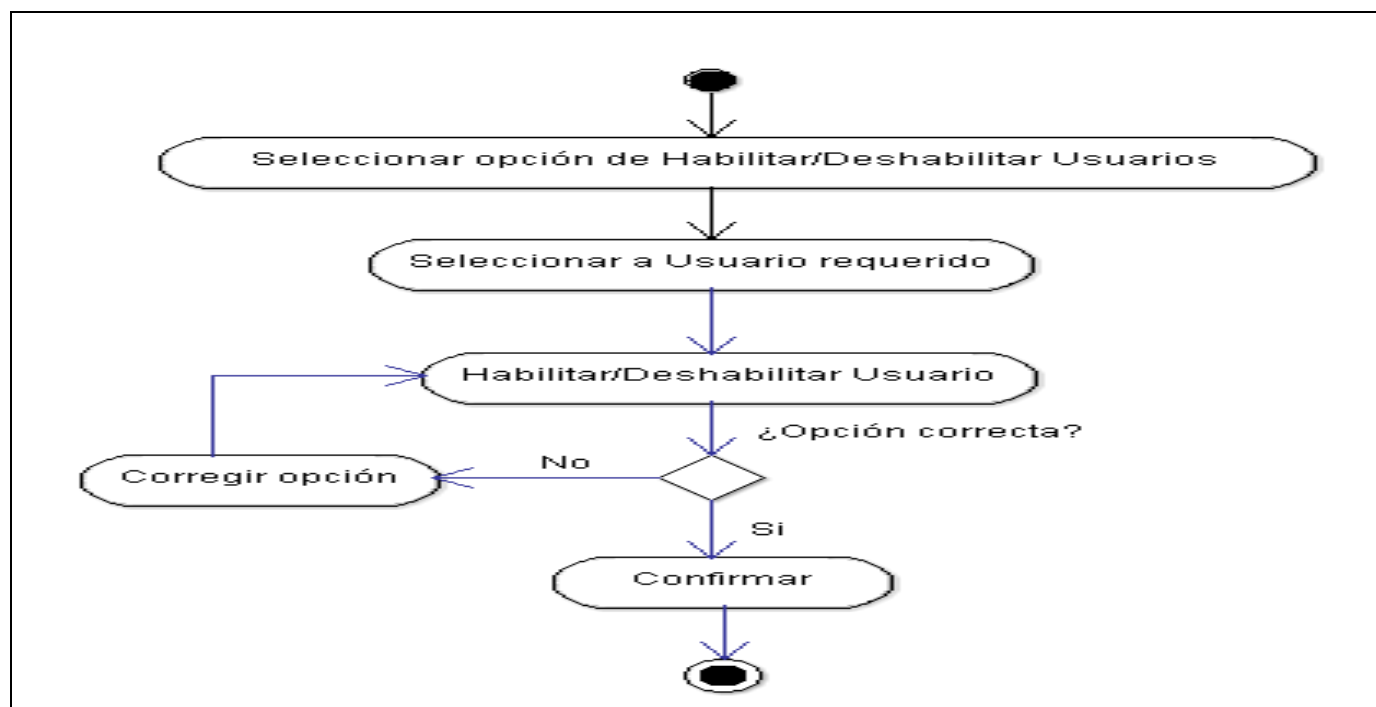 Seleccionar opción de Habilitar/Deshabilitar Usuarios
Seleccionar a Usuario requerido
Habilitar/Deshabilitar Usuario
¿Opción correcta?
No
Corregir opción
Si
Confirmar